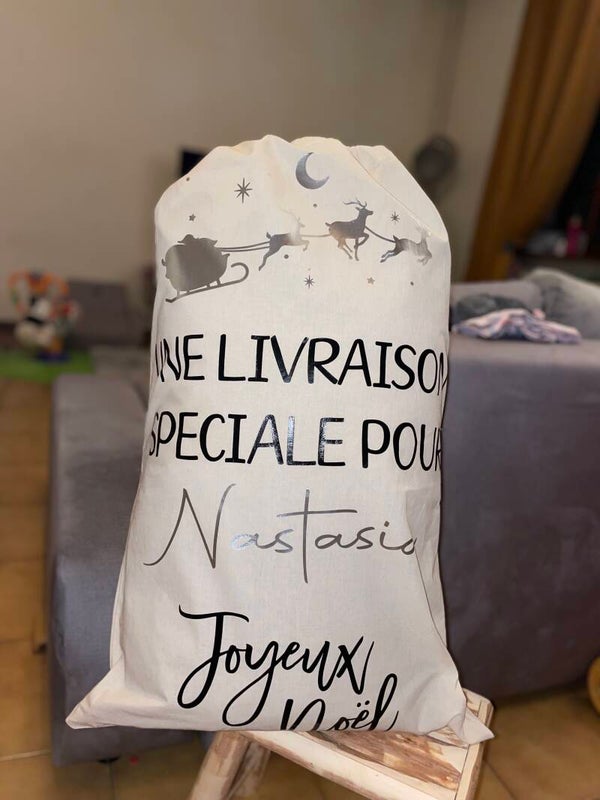 UNE LIVRAISON
SPECIALE POUR
Nastasia
Joyeux
Noël